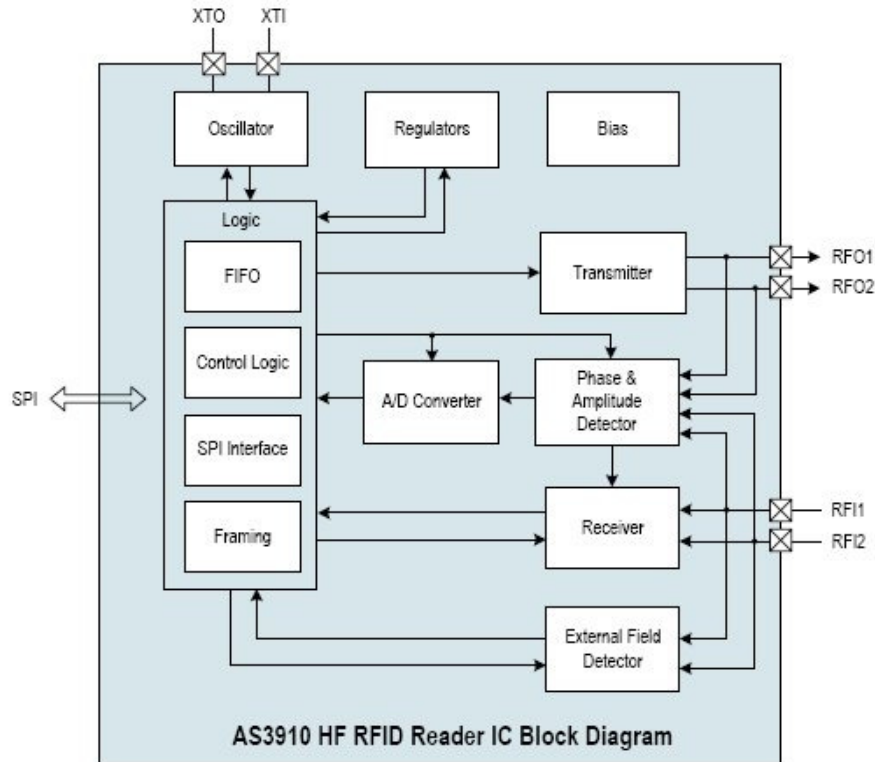 XTO XTI
Oscillator
Regulators
Bias
Logic
FIFO
Transmitter
RFO1
RFO2
Control Logic
A/D Converter
Phase &
Amplitude
Detector
SPI
SPI Interface
Framing
Receiver
RFI1
RFI2
External Field
Detector
AS3910 HF RFID Reader IC Block Diagram